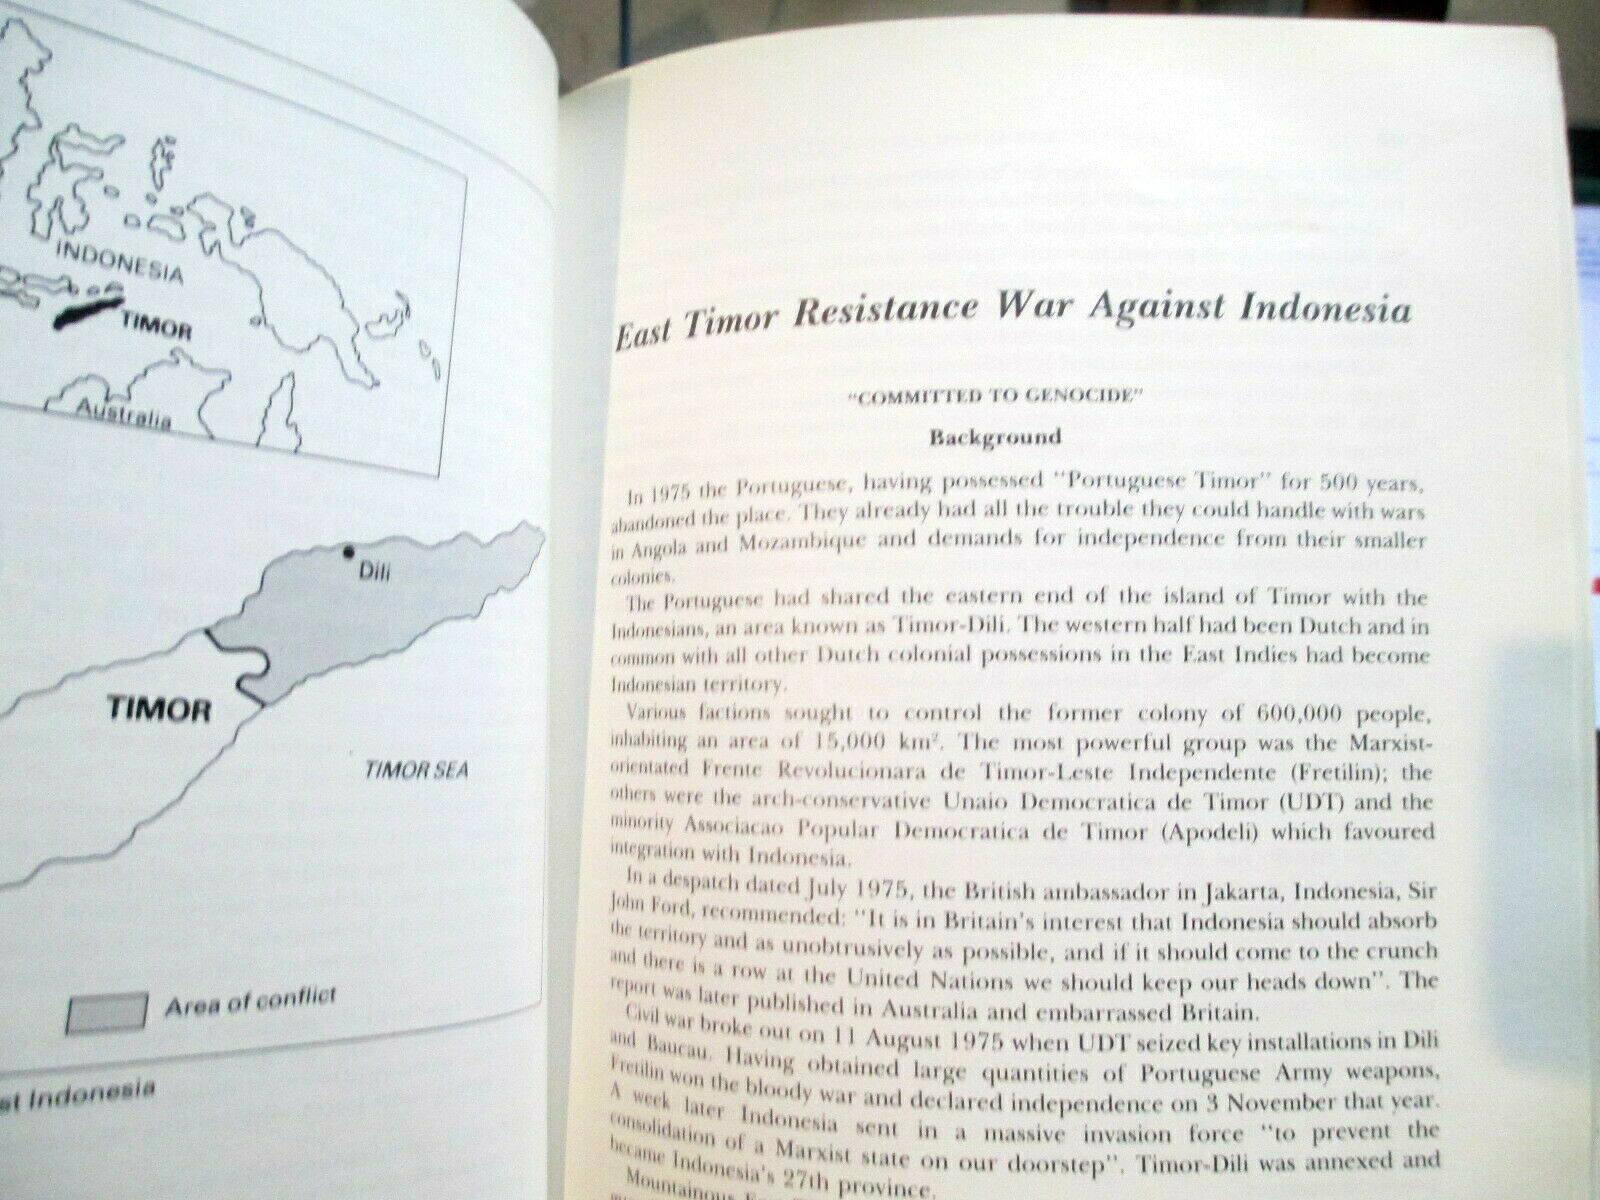 INDONESIA
TIMOR
Australia
Dili
TIMOR
TIMOR SEA
Area of conflict
st Indonesia
East Timor Resistance War Against Indonesia
"COMMITTED TO GENOCIDE"
Background
In 1975 the Portuguese, having possessed "Portuguese Timor" for 500 years,
abandoned the place. They already had all the trouble they could handle with wars
in Angola and Mozambique and demands for independence from their smaller
colonies.
The Portuguese had shared the eastern end of the island of Timor with the
Indonesians, an area known as Timor-Dili. The western half had been Dutch and in
common with all other Dutch colonial possessions in the East Indies had become
Indonesian territory.
Various factions sought to control the former colony of 600,000 people,
inhabiting an area of 15,000 km². The most powerful group was the Marxist-
orientated Frente Revolucionara de Timor-Leste Independente (Fretilin); the
others were the arch-conservative Unaio Democratica de Timor (UDT) and the
minority Associacao Popular Democratica de Timor (Apodeli) which favoured
integration with Indonesia.
In a despatch dated July 1975, the British ambassador in Jakarta, Indonesia, Sir
John Ford, recommended: "It is in Britain's interest that Indonesia should absorb
the territory and as unobtrusively as possible, and if it should come to the crunch
and there is a row at the United Nations we should keep our heads down". The
report was later published in Australia and embarrassed Britain.
Civil war broke out on 11 August 1975 when UDT seized key installations in Dili
and Baucau. Having obtained large quantities of Portuguese Army weapons,
Fretilin won the bloody war and declared independence on 3 November that year.
A week later Indonesia sent in a massive invasion force "to prevent the
consolidation of a Marxist state on our doorstep". Timor-Dili was annexed and
became Indonesia's 27th province.
Mountainous East